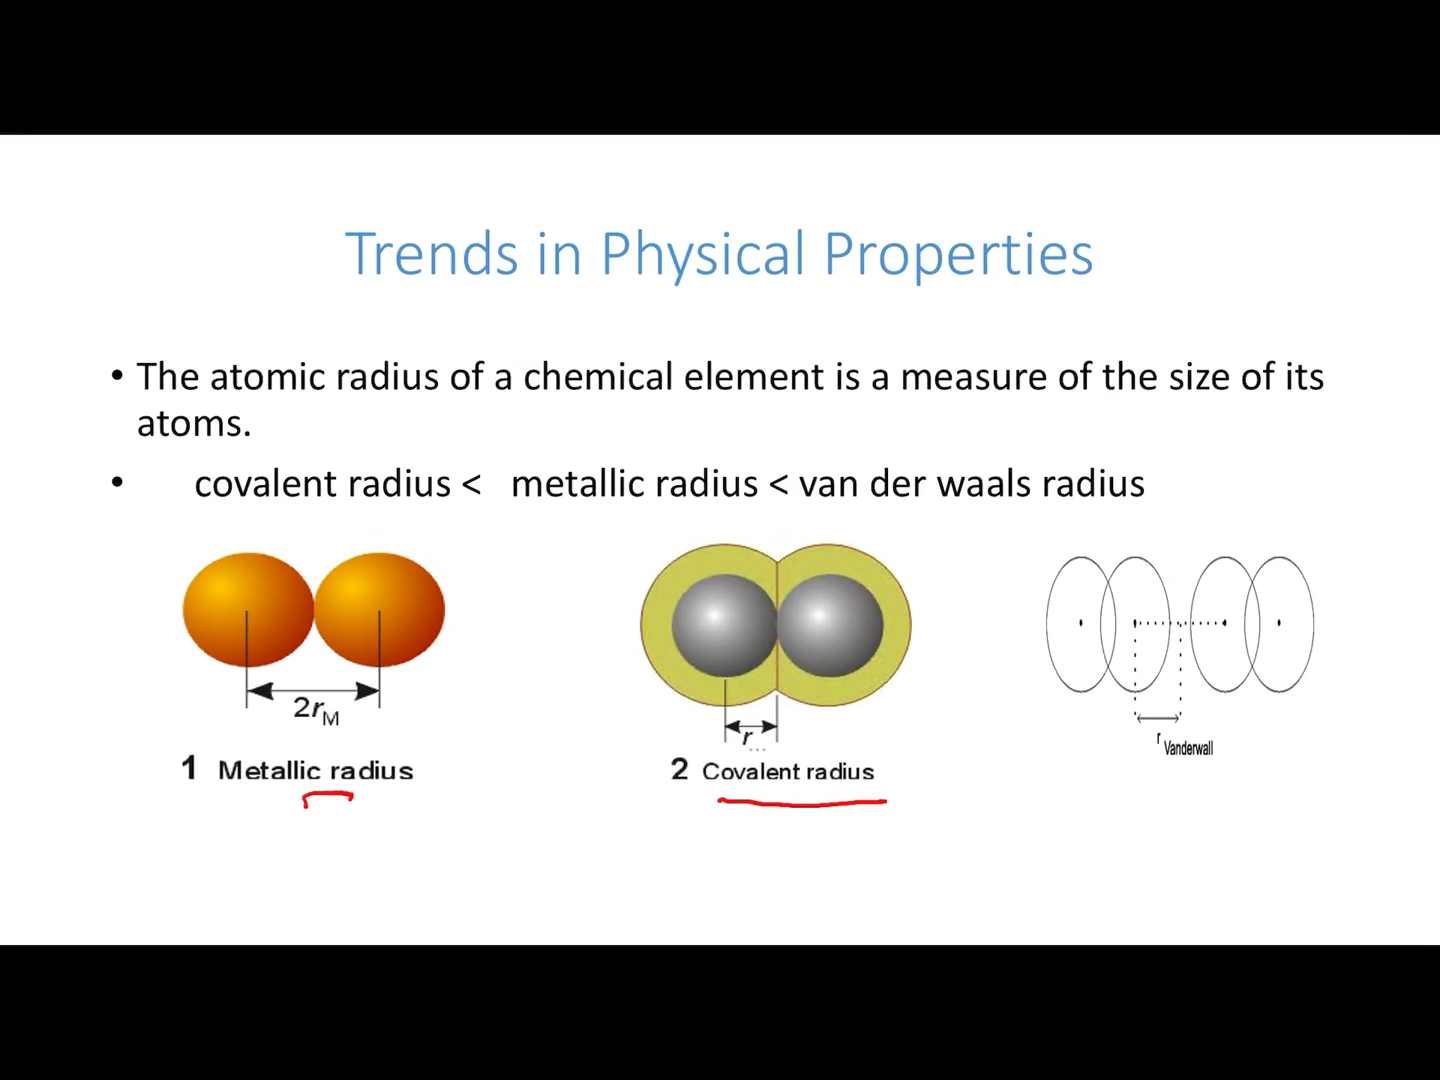 Trends in Physical Properties
• The atomic radius of a chemical element is a measure of the size of its
atoms.
• covalent radius < metallic radius < van der waals radius
2rM
1 Metallic radius
r...
2 Covalent radius
r Vanderwall